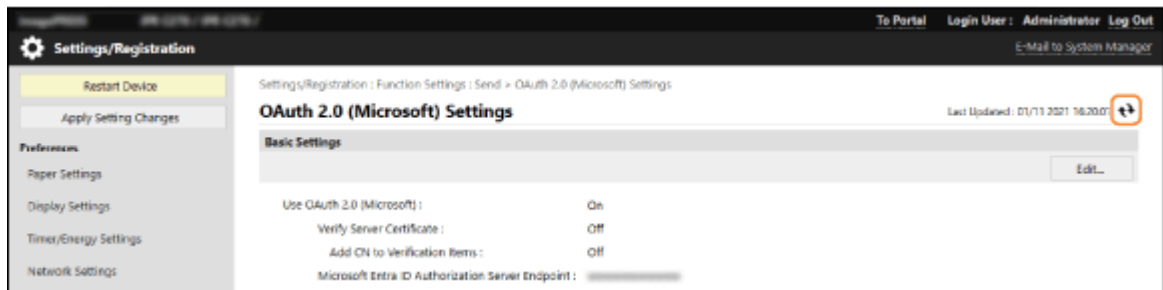 To Portal Login User : Administrator Log Out
Settings/Registration
E-Mail to System Manager
Restart Device
Apply Setting Changes
Preferences
Paper Settings
Display Settings
Timer/Energy Settings
Network Settings
Settings/Registration : Function Settings : Send > OAuth 2.0 (Microsoft) Settings
OAuth 2.0 (Microsoft) Settings
Last Updated : 01/11 2021 16:20:07
Basic Settings
Edit...
Use OAuth 2.0 (Microsoft) : On
Verify Server Certificate : Off
Add CN to Verification Items : Off
Microsoft Entra ID Authorization Server Endpoint :